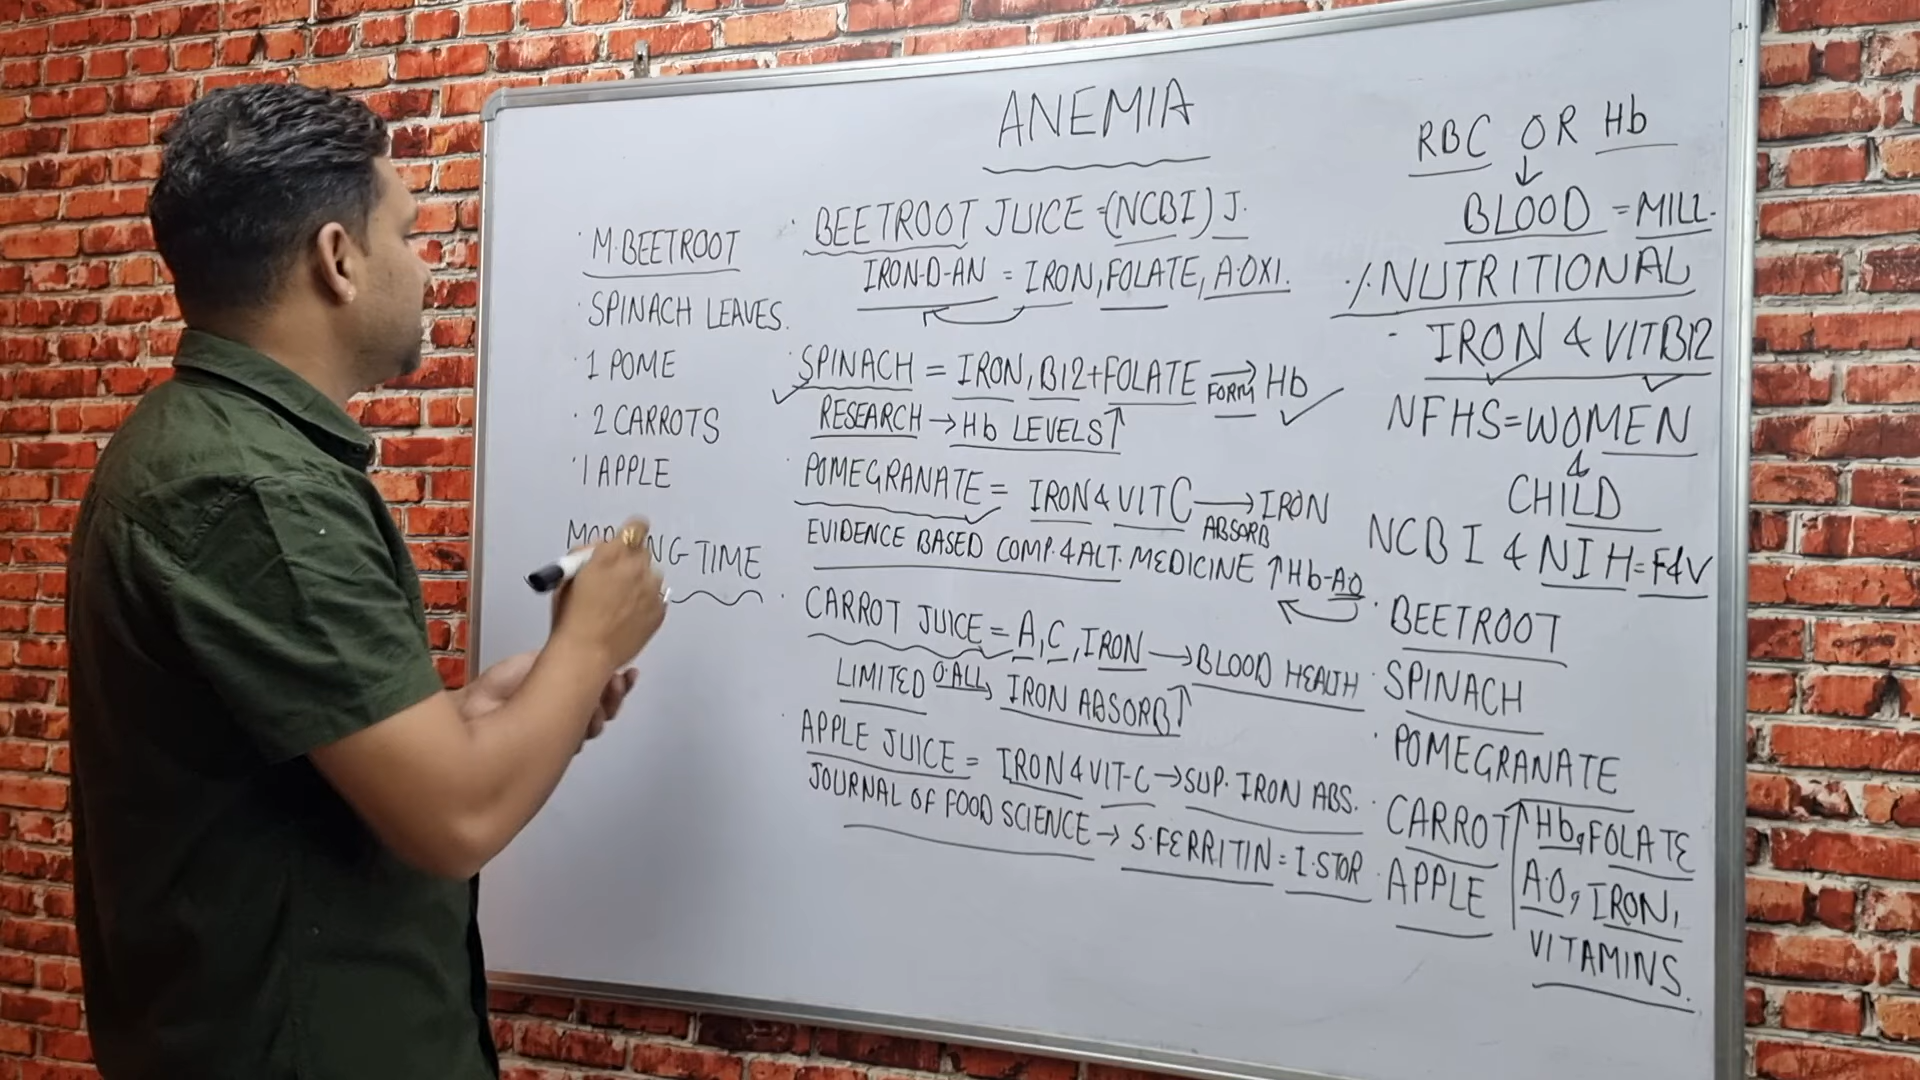 ANEMIA
RBC OR Hb
↓
BLOOD = MILL.
·/. NUTRITIONAL
- IRON & VITB12
NFHS=WOMEN
&
CHILD
NCBI & NIH=F&V
· BEETROOT
· SPINACH
· POMEGRANATE
· CARROT
· APPLE
↑Hb, FOLATE
A·O, IRON,
VITAMINS.
· BEETROOT JUICE = (NCBI) J.
IRON-D-AN = IRON, FOLATE, A·OXI.
· SPINACH = IRON, B12+FOLATE → FORM Hb
RESEARCH → Hb LEVELS↑
· POMEGRANATE = IRON & VITC → ABSORB IRON
EVIDENCE BASED COMP. & ALT. MEDICINE ↑Hb-AO
· CARROT JUICE = A, C, IRON → BLOOD HEALTH
LIMITED O·ALL → IRON ABSORB↑
· APPLE JUICE = IRON & VIT-C → SUP. IRON ABS.
JOURNAL OF FOOD SCIENCE → S·FERRITIN = I·STOR
· M·BEETROOT
· SPINACH LEAVES.
· 1 POME
· 2 CARROTS
· 1 APPLE
TIME